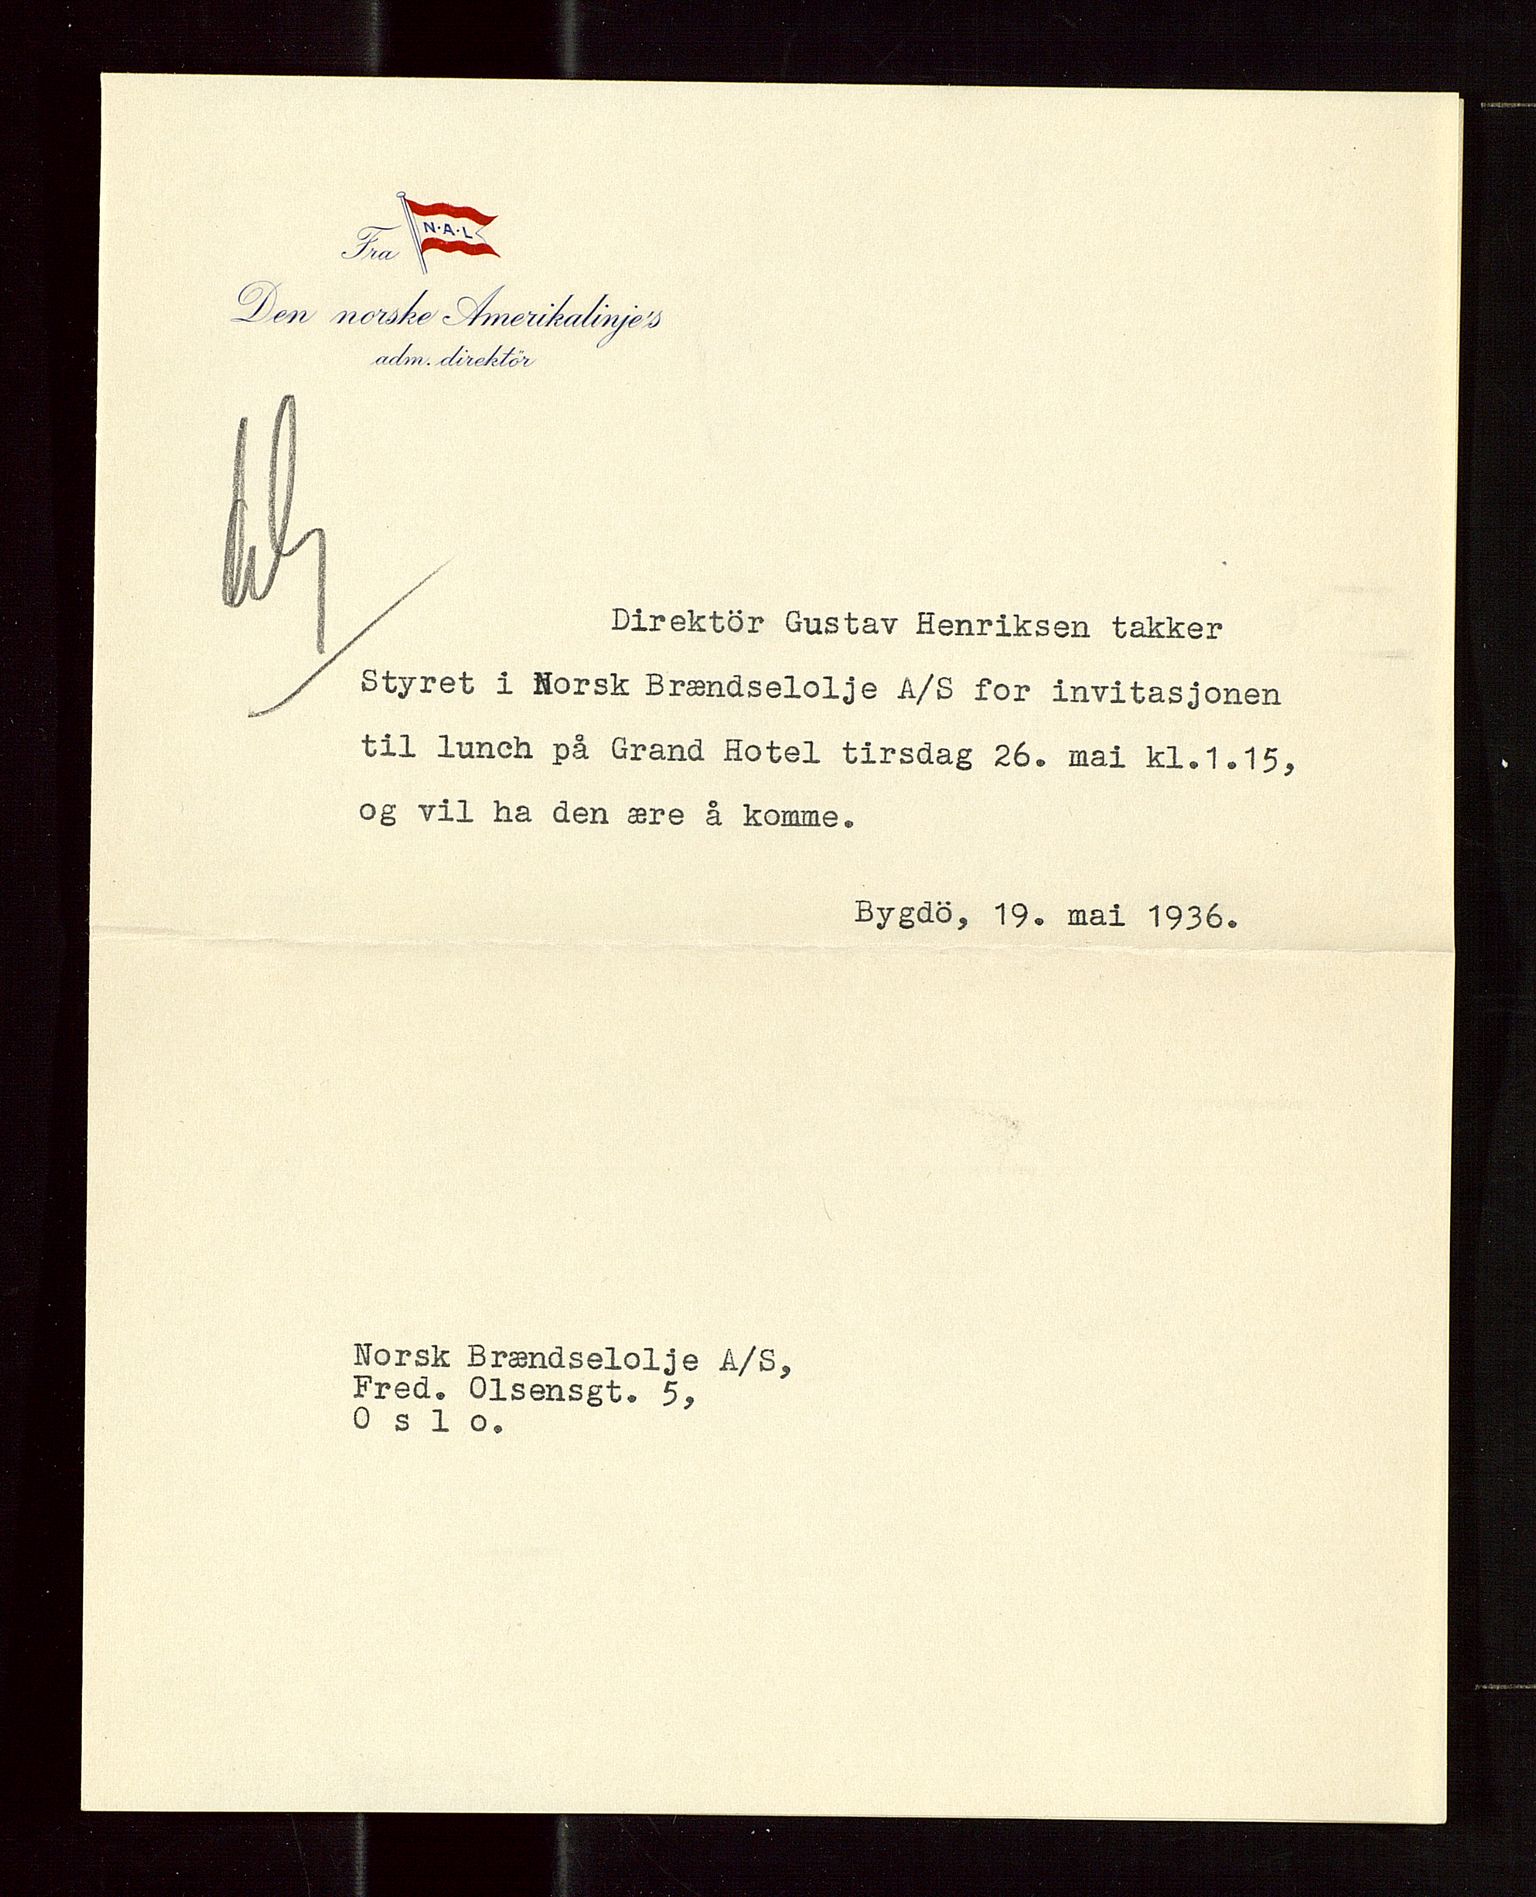 Fra N·A·L
Den norske Amerikalinje's
adm. direktör
Direktör Gustav Henriksen takker
Styret i Norsk Brændselolje A/S for invitasjonen
til lunch på Grand Hotel tirsdag 26. mai kl.1.15,
og vil ha den ære å komme.
Bygdö, 19. mai 1936.
Norsk Brændselolje A/S,
Fred. Olsensgt. 5,
O s l o.